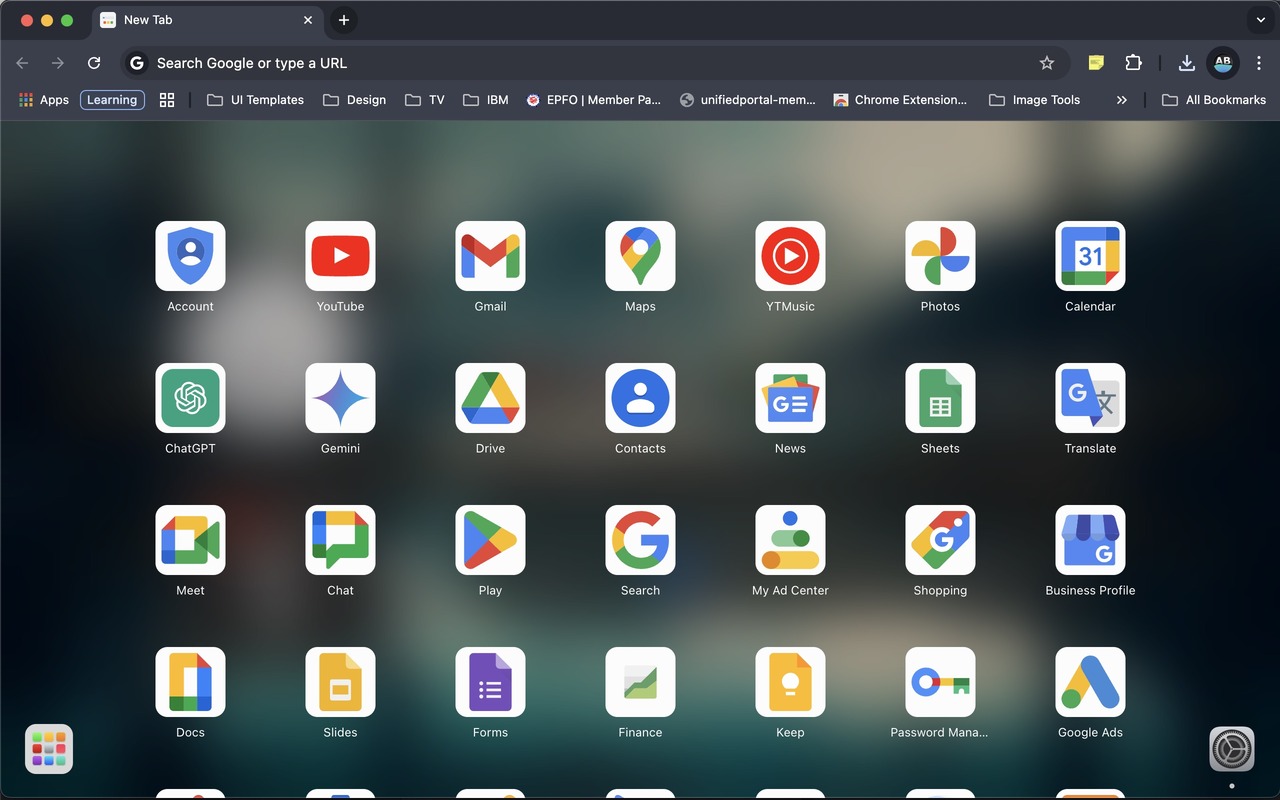 New Tab
Search Google or type a URL
AB
Apps Learning UI Templates Design TV IBM EPFO | Member Pa... unifiedportal-mem... Chrome Extension... Image Tools All Bookmarks
31
Account YouTube Gmail Maps YTMusic Photos Calendar
ChatGPT Gemini Drive Contacts News Sheets Translate
Meet Chat Play Search My Ad Center Shopping Business Profile
Docs Slides Forms Finance Keep Password Mana... Google Ads